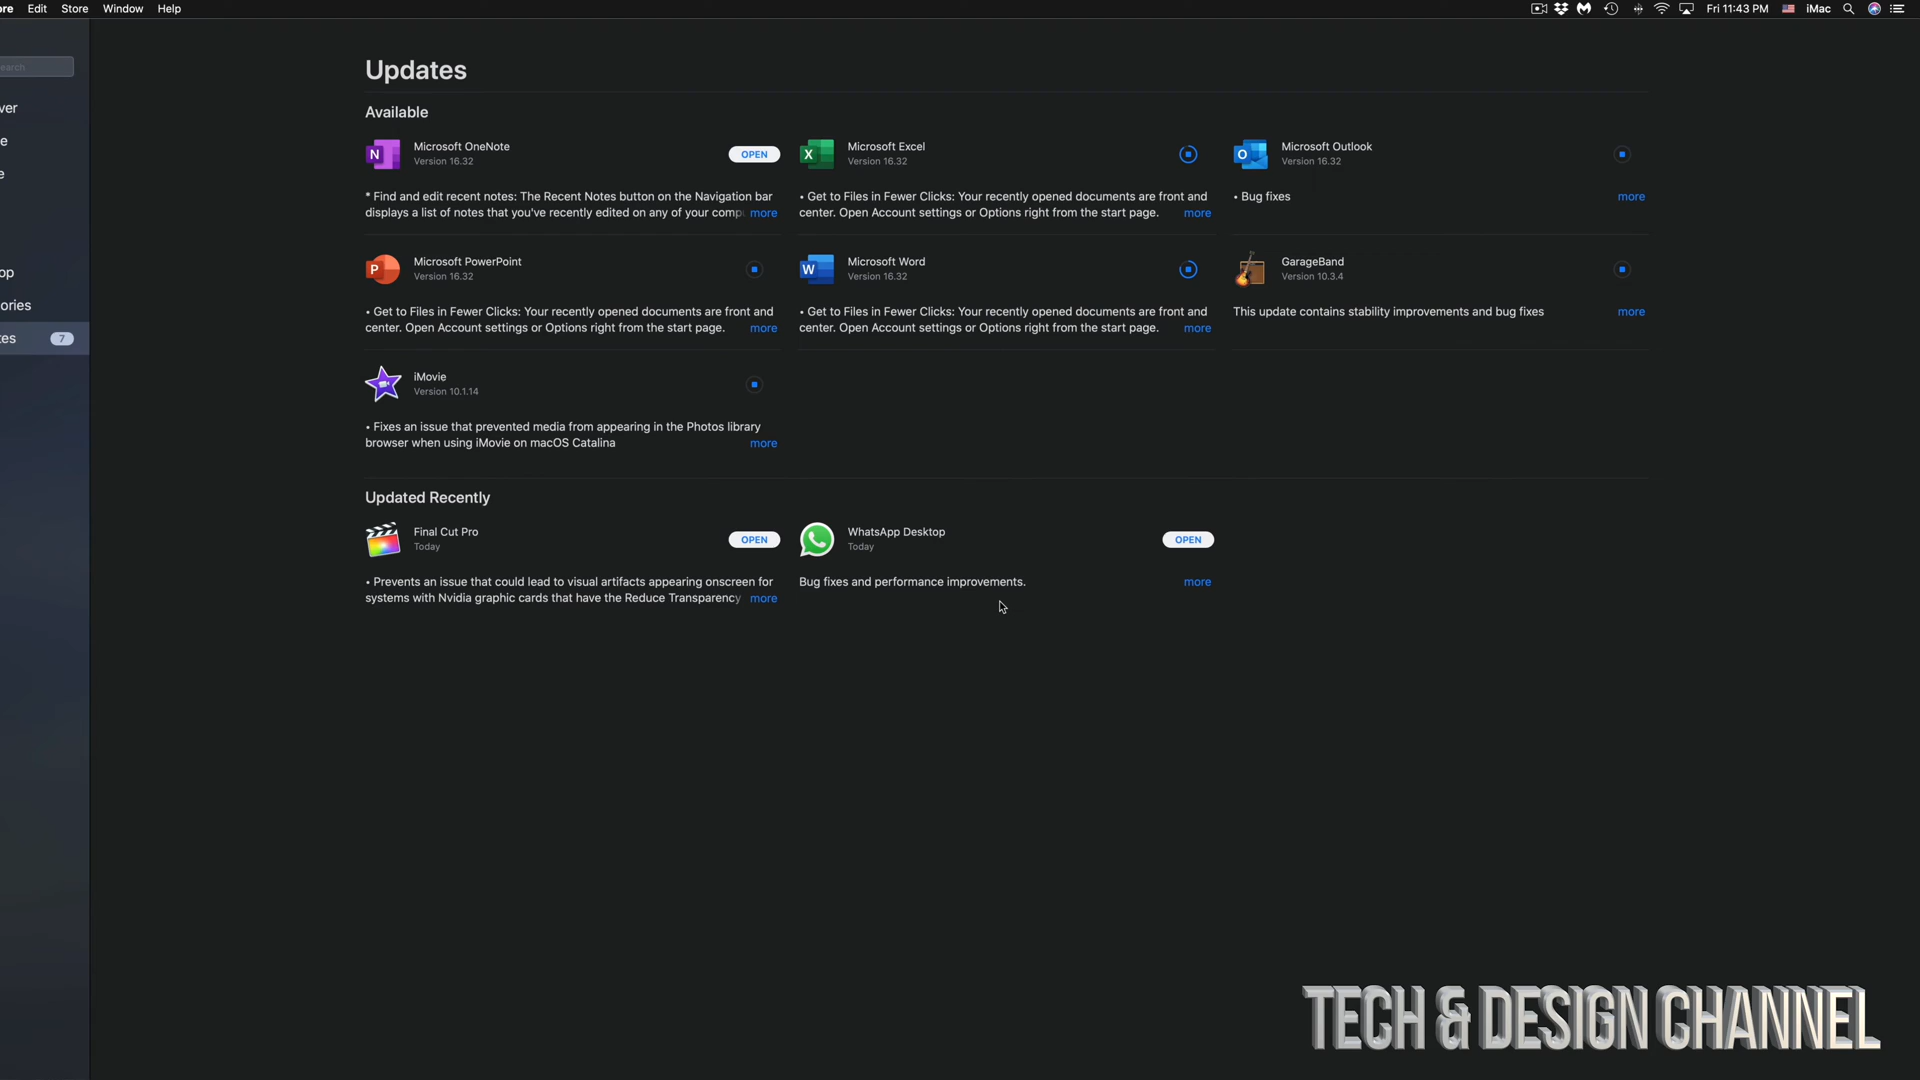 ore Edit Store Window Help Fri 11:43 PM iMac
earch
ver
e
e
op
ories
tes 7
Updates
Available
Microsoft OneNote
Version 16.32
OPEN
* Find and edit recent notes: The Recent Notes button on the Navigation bar
displays a list of notes that you've recently edited on any of your compu more
Microsoft Excel
Version 16.32
• Get to Files in Fewer Clicks: Your recently opened documents are front and
center. Open Account settings or Options right from the start page. more
Microsoft Outlook
Version 16.32
• Bug fixes more
Microsoft PowerPoint
Version 16.32
• Get to Files in Fewer Clicks: Your recently opened documents are front and
center. Open Account settings or Options right from the start page. more
Microsoft Word
Version 16.32
• Get to Files in Fewer Clicks: Your recently opened documents are front and
center. Open Account settings or Options right from the start page. more
GarageBand
Version 10.3.4
This update contains stability improvements and bug fixes more
iMovie
Version 10.1.14
• Fixes an issue that prevented media from appearing in the Photos library
browser when using iMovie on macOS Catalina more
Updated Recently
Final Cut Pro
Today
OPEN
• Prevents an issue that could lead to visual artifacts appearing onscreen for
systems with Nvidia graphic cards that have the Reduce Transparency more
WhatsApp Desktop
Today
OPEN
Bug fixes and performance improvements. more
TECH & DESIGN CHANNEL